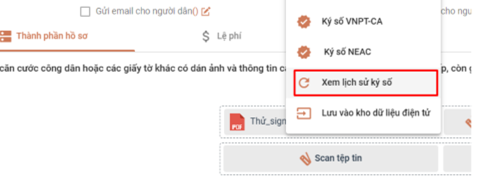 Gửi email cho người dân()
cho
Ký số VNPT-CA
Thành phần hồ sơ
Lệ phí
Ký số NEAC
căn cước công dân hoặc các giấy tờ khác có dán ảnh và thông tin
Xem lịch sử ký số
còn
Lưu vào kho dữ liệu điện tử
PDF
Thử_sign
Scan tệp tin